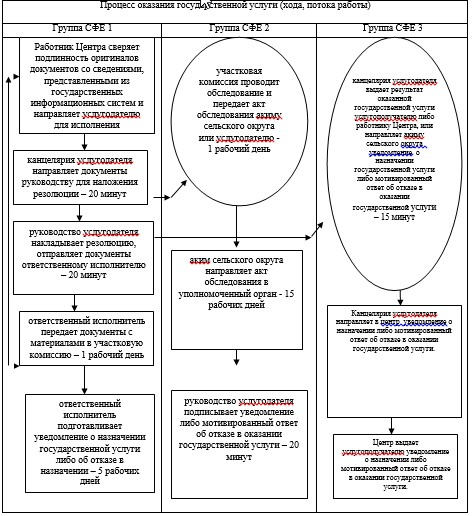 Процесс оказания государственной услуги (хода, потока работы)
Группа СФЕ 1
Группа СФЕ 2
Группа СФЕ 3
Работник Центра сверяет
подлинность оригиналов
документов со сведениями,
представленными из
государственных
информационных систем и
направляет услугодателю
для исполнения
канцелярия услугодателя
направляет документы
руководству для наложения
резолюции – 20 минут
руководство услугодателя
накладывает резолюцию,
отправляет документы
ответственному исполнителю
– 20 минут
ответственный исполнитель
передает документы с
материалами в участковую
комиссию – 1 рабочий день
ответственный
исполнитель
подготавливает
уведомление о назначении
государственной услуги
либо об отказе в
назначении – 5 рабочих
дней
участковая
комиссия проводит
обследование и
передает акт
обследования акиму
сельского округа
или услугодателю -
1 рабочий день
аким сельского округа
направляет акт
обследования в
уполномоченный орган - 15
рабочих дней
руководство услугодателя
подписывает уведомление
либо мотивированный ответ
об отказе в оказании
государственной услуги – 20
минут
канцелярия услугодателя
выдает результат
оказанной
государственной услуги
услугополучателю либо
работнику Центра, или
направляет акиму
сельского округа
уведомление о
назначении
государственной услуги
либо мотивированный
ответ об отказе в
оказании
государственной услуги
– 15 минут
Канцелярия услугодателя
направляет в центр уведомление о
назначении либо мотивированный
ответ об отказе в оказании
государственной услуги.
Центр выдает
услугополучателю уведомление
о назначении либо
мотивированный ответ об отказе
в оказании государственной
услуги.